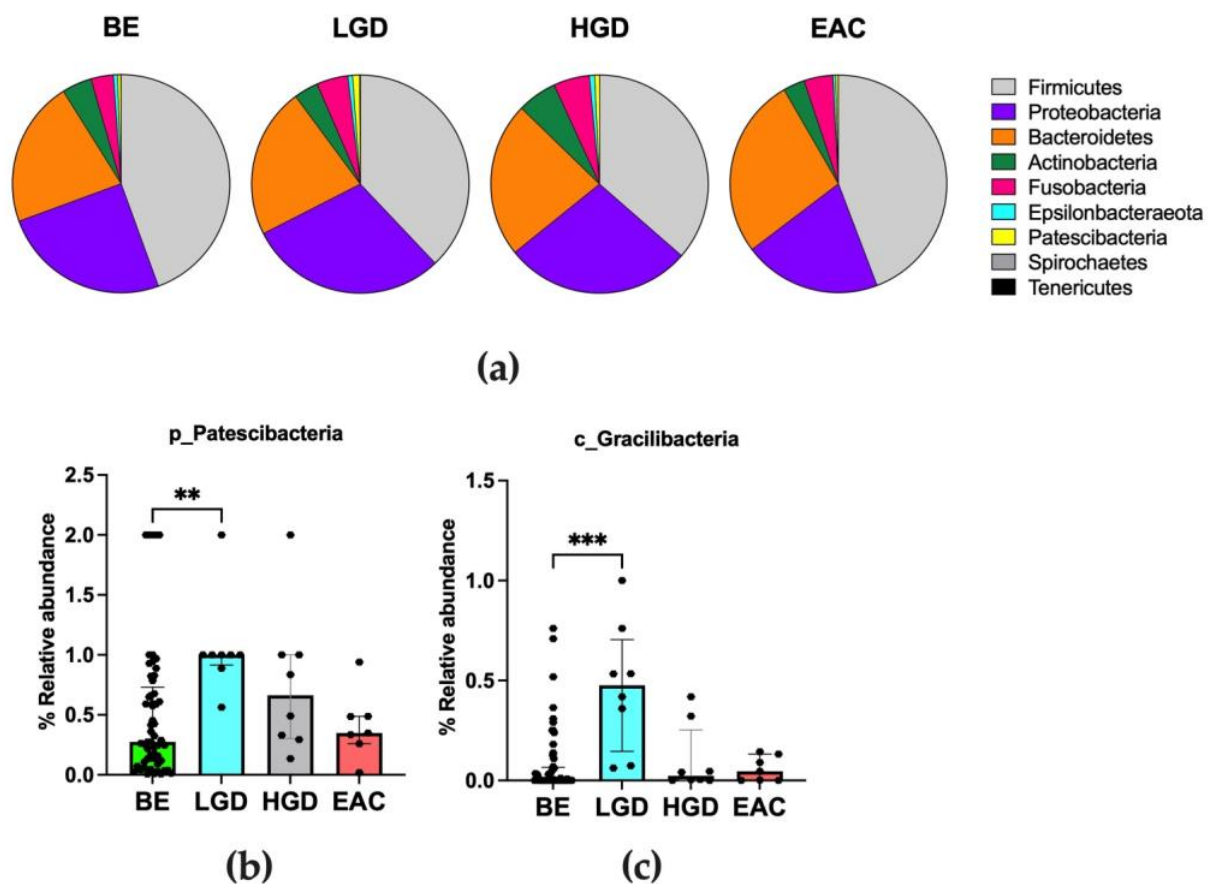 BE LGD HGD EAC
Firmicutes
Proteobacteria
Bacteroidetes
Actinobacteria
Fusobacteria
Epsilonbacteraeota
Patescibacteria
Spirochaetes
Tenericutes
(a)
p_Patescibacteria
% Relative abundance
2.5
2.0
1.5
1.0
0.5
0.0
**
BE LGD HGD EAC
(b)
c_Gracilibacteria
% Relative abundance
1.5
1.0
0.5
0.0
***
BE LGD HGD EAC
(c)